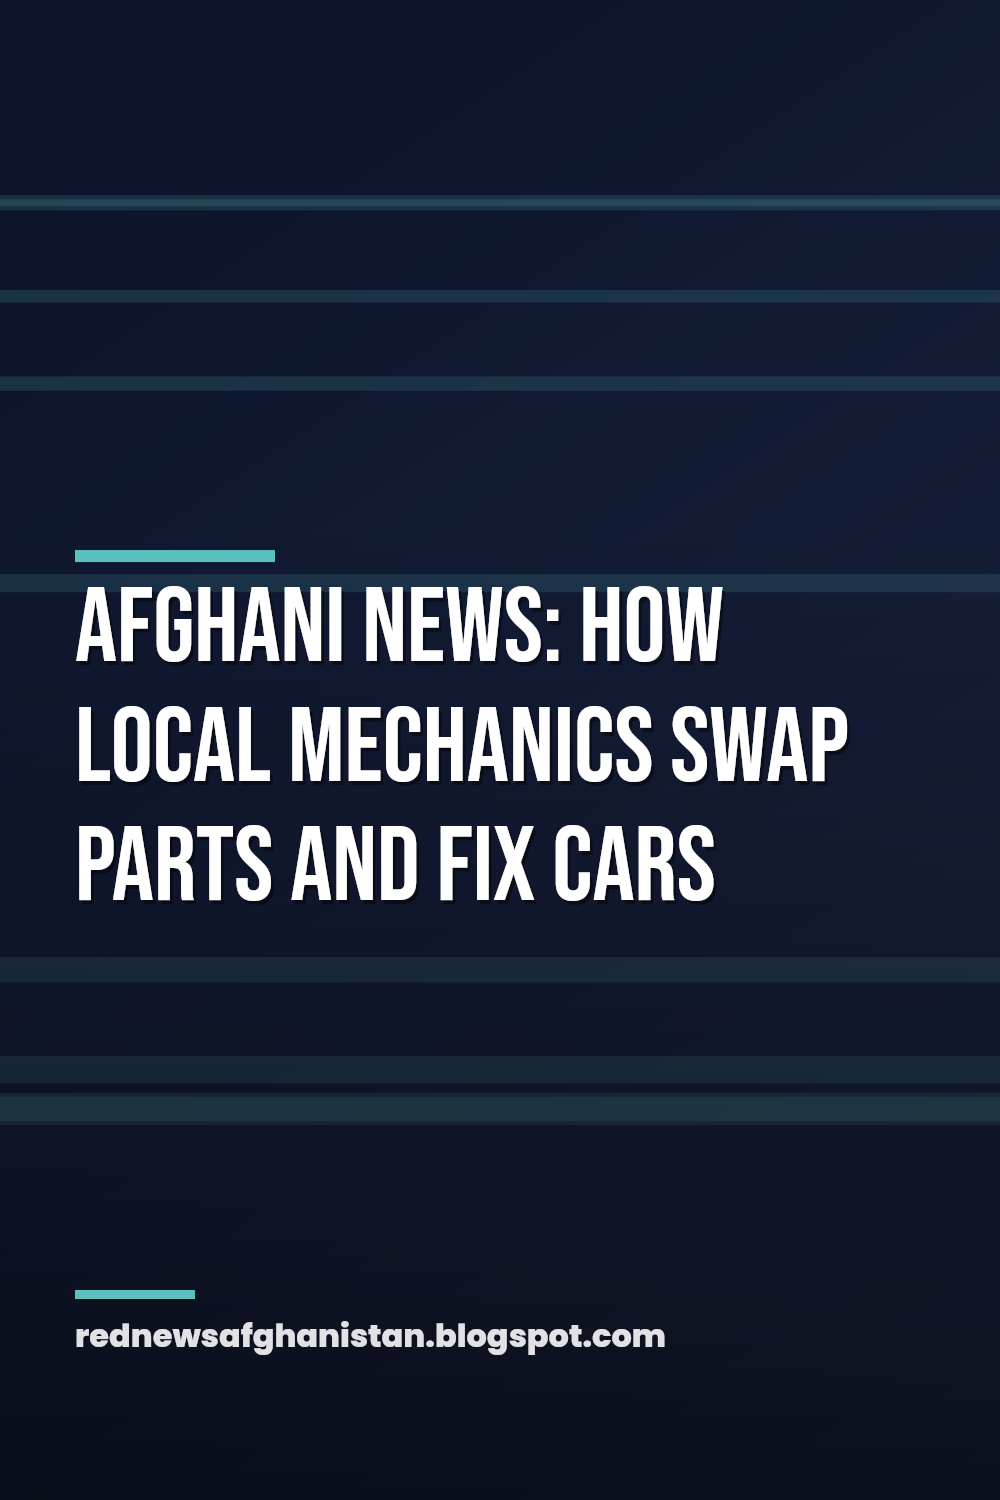 AFGHANI NEWS: HOW
LOCAL MECHANICS SWAP
PARTS AND FIX CARS
rednewsafghanistan.blogspot.com